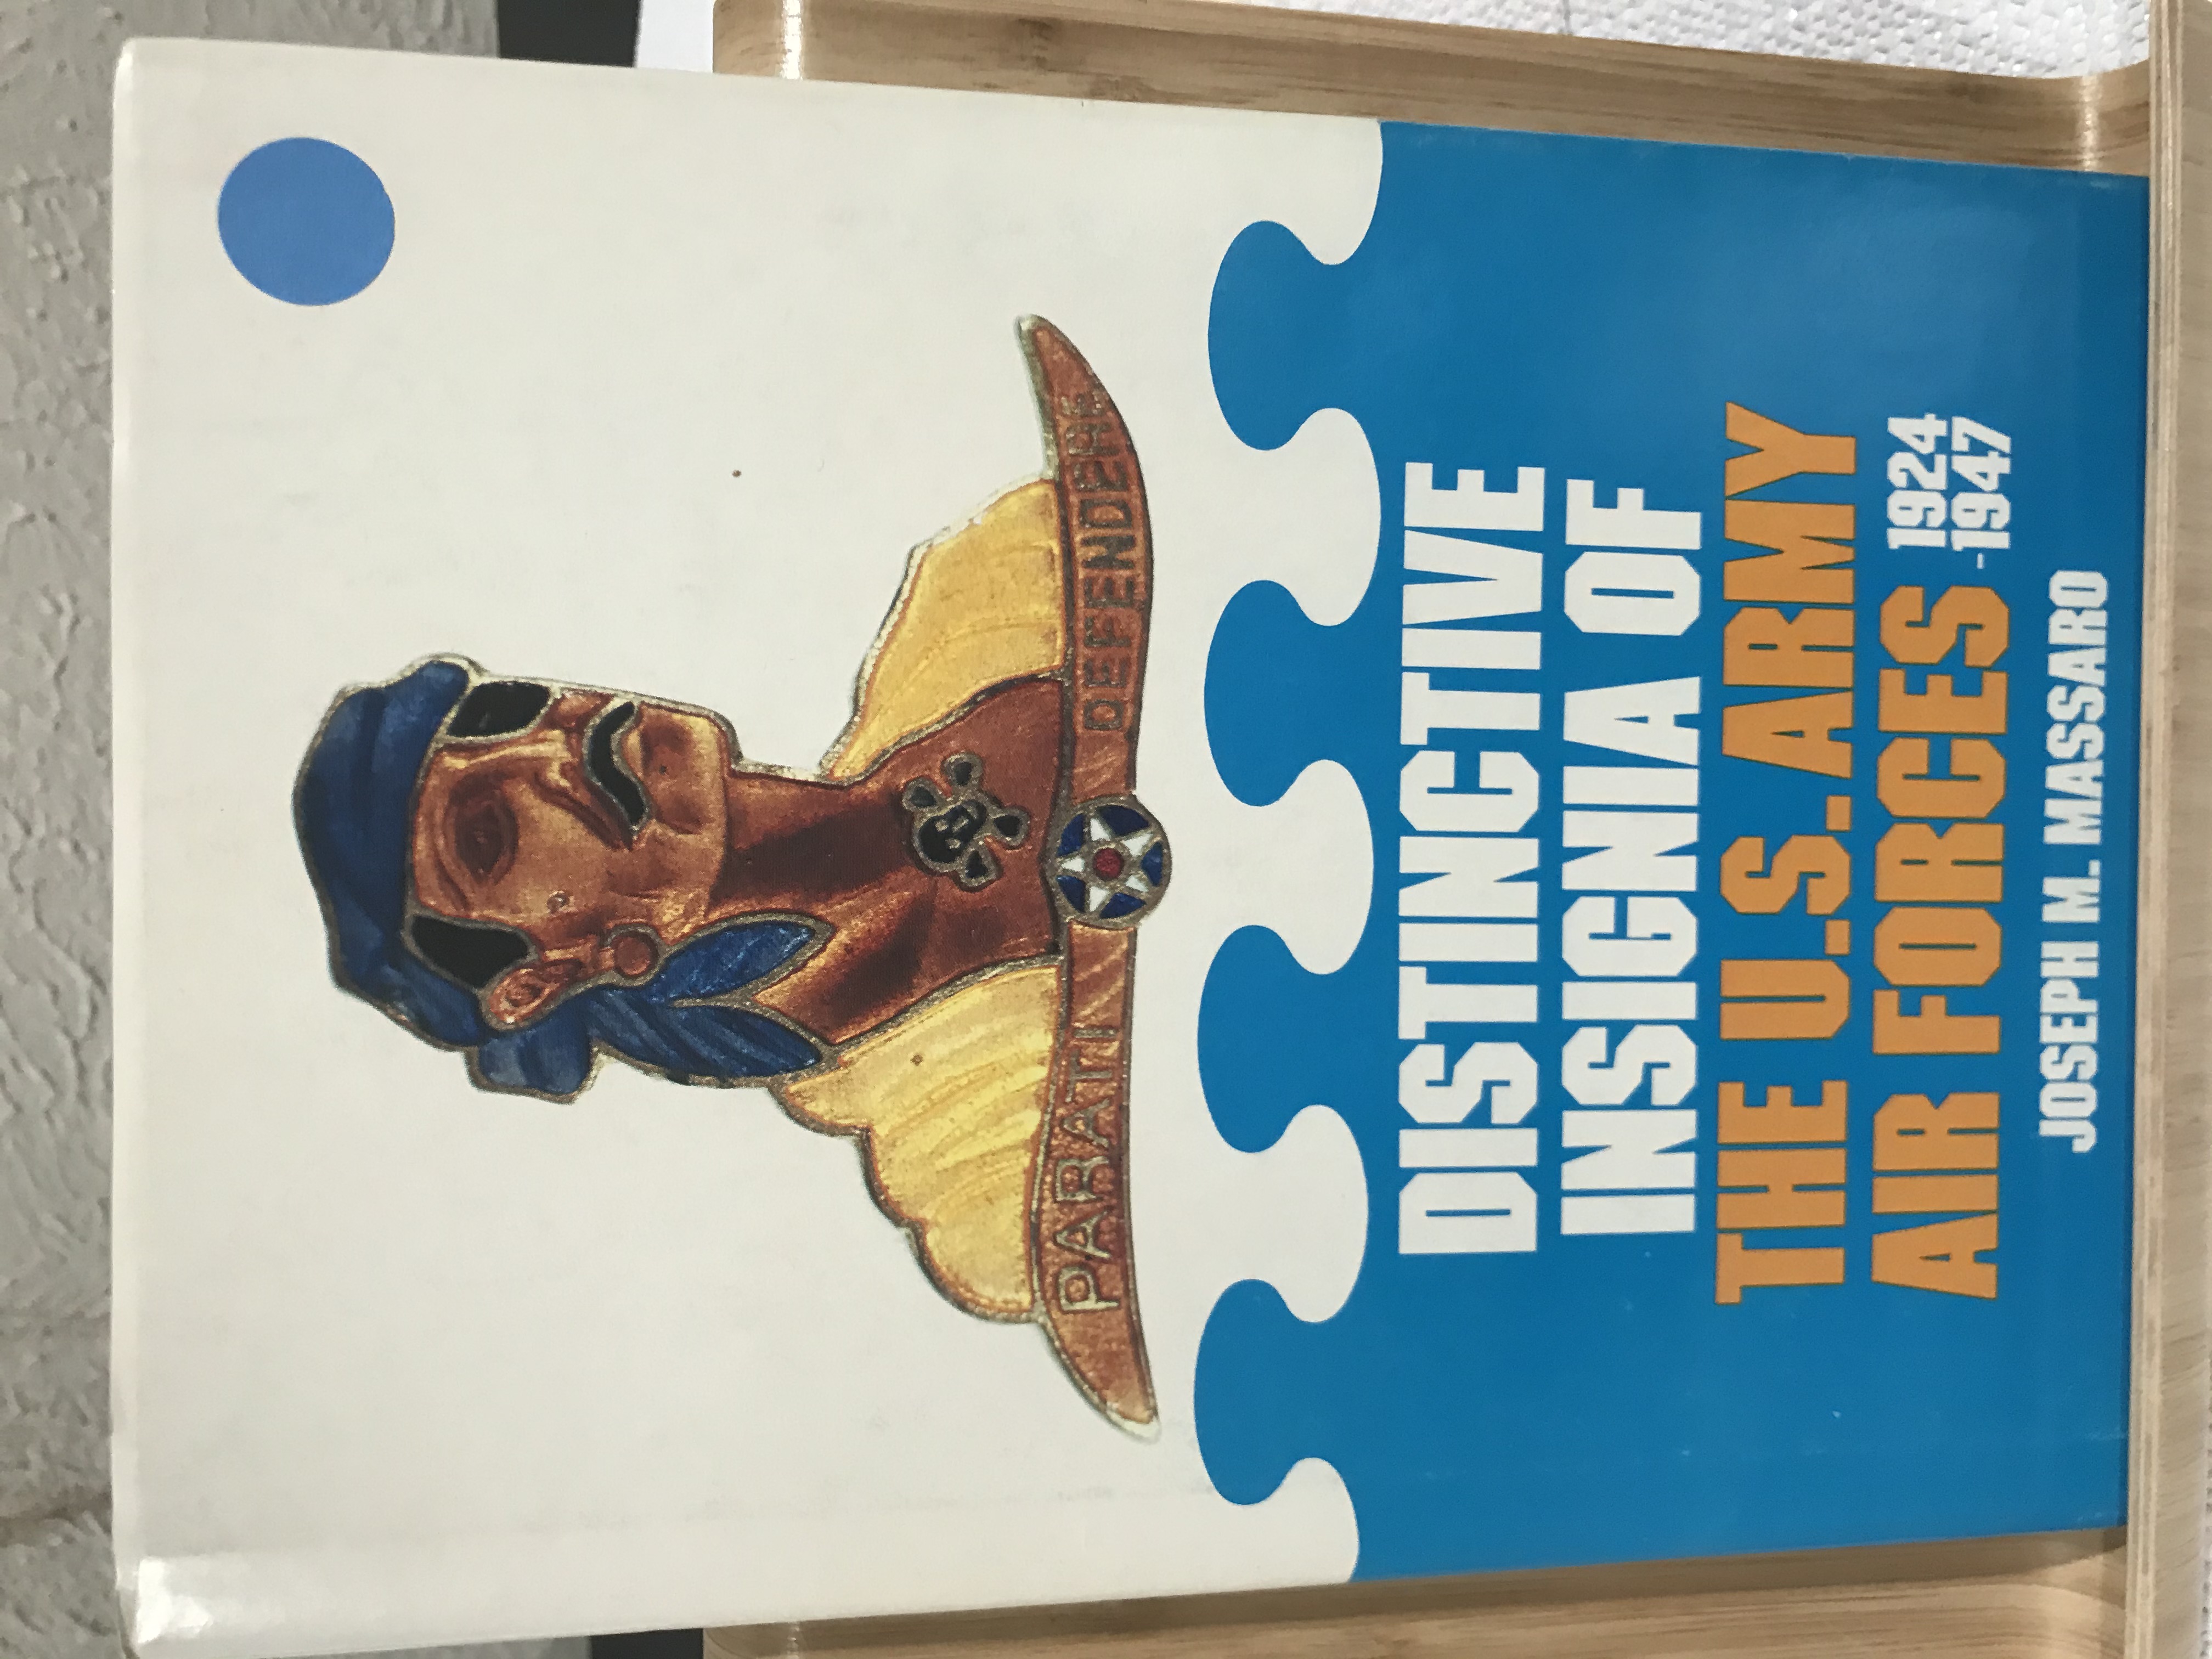 PARATI DEFENDERE
DISTINCTIVE
INSIGNIA OF
THE U.S. ARMY
AIR FORCES 1924
-1947
JOSEPH M. MASSARO